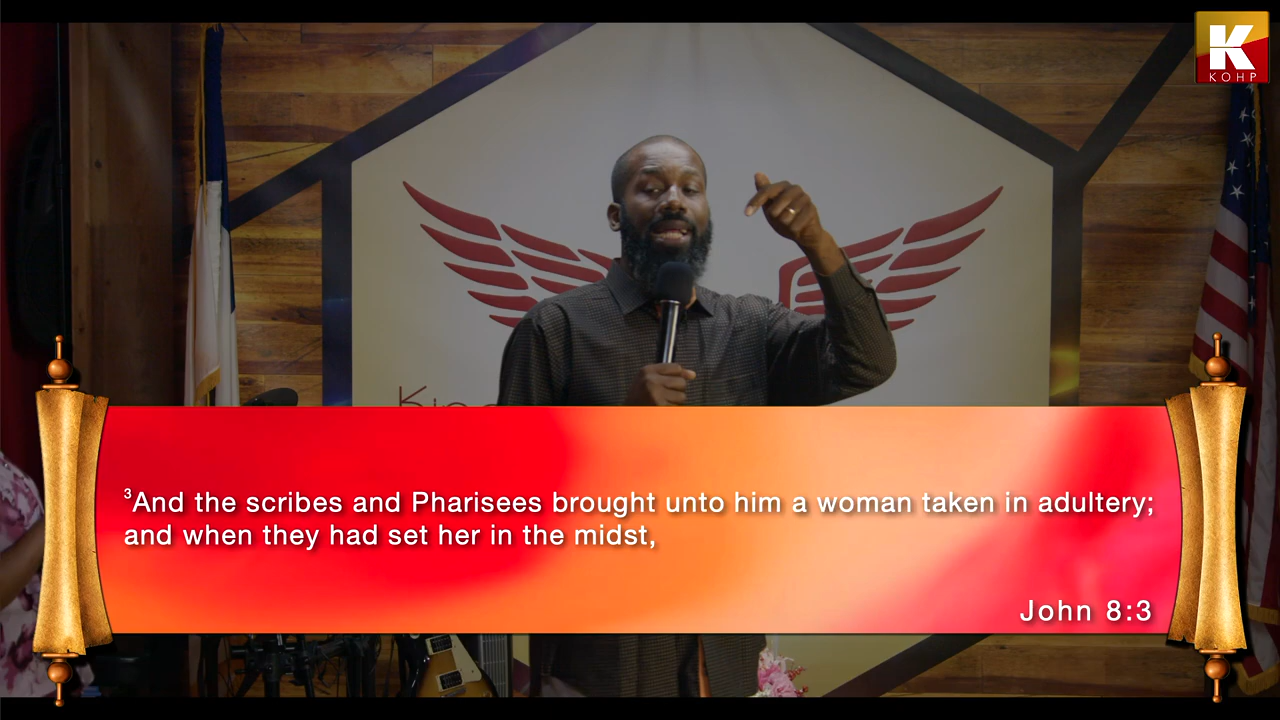 K
KOHP
³And the scribes and Pharisees brought unto him a woman taken in adultery;
and when they had set her in the midst,
John 8:3